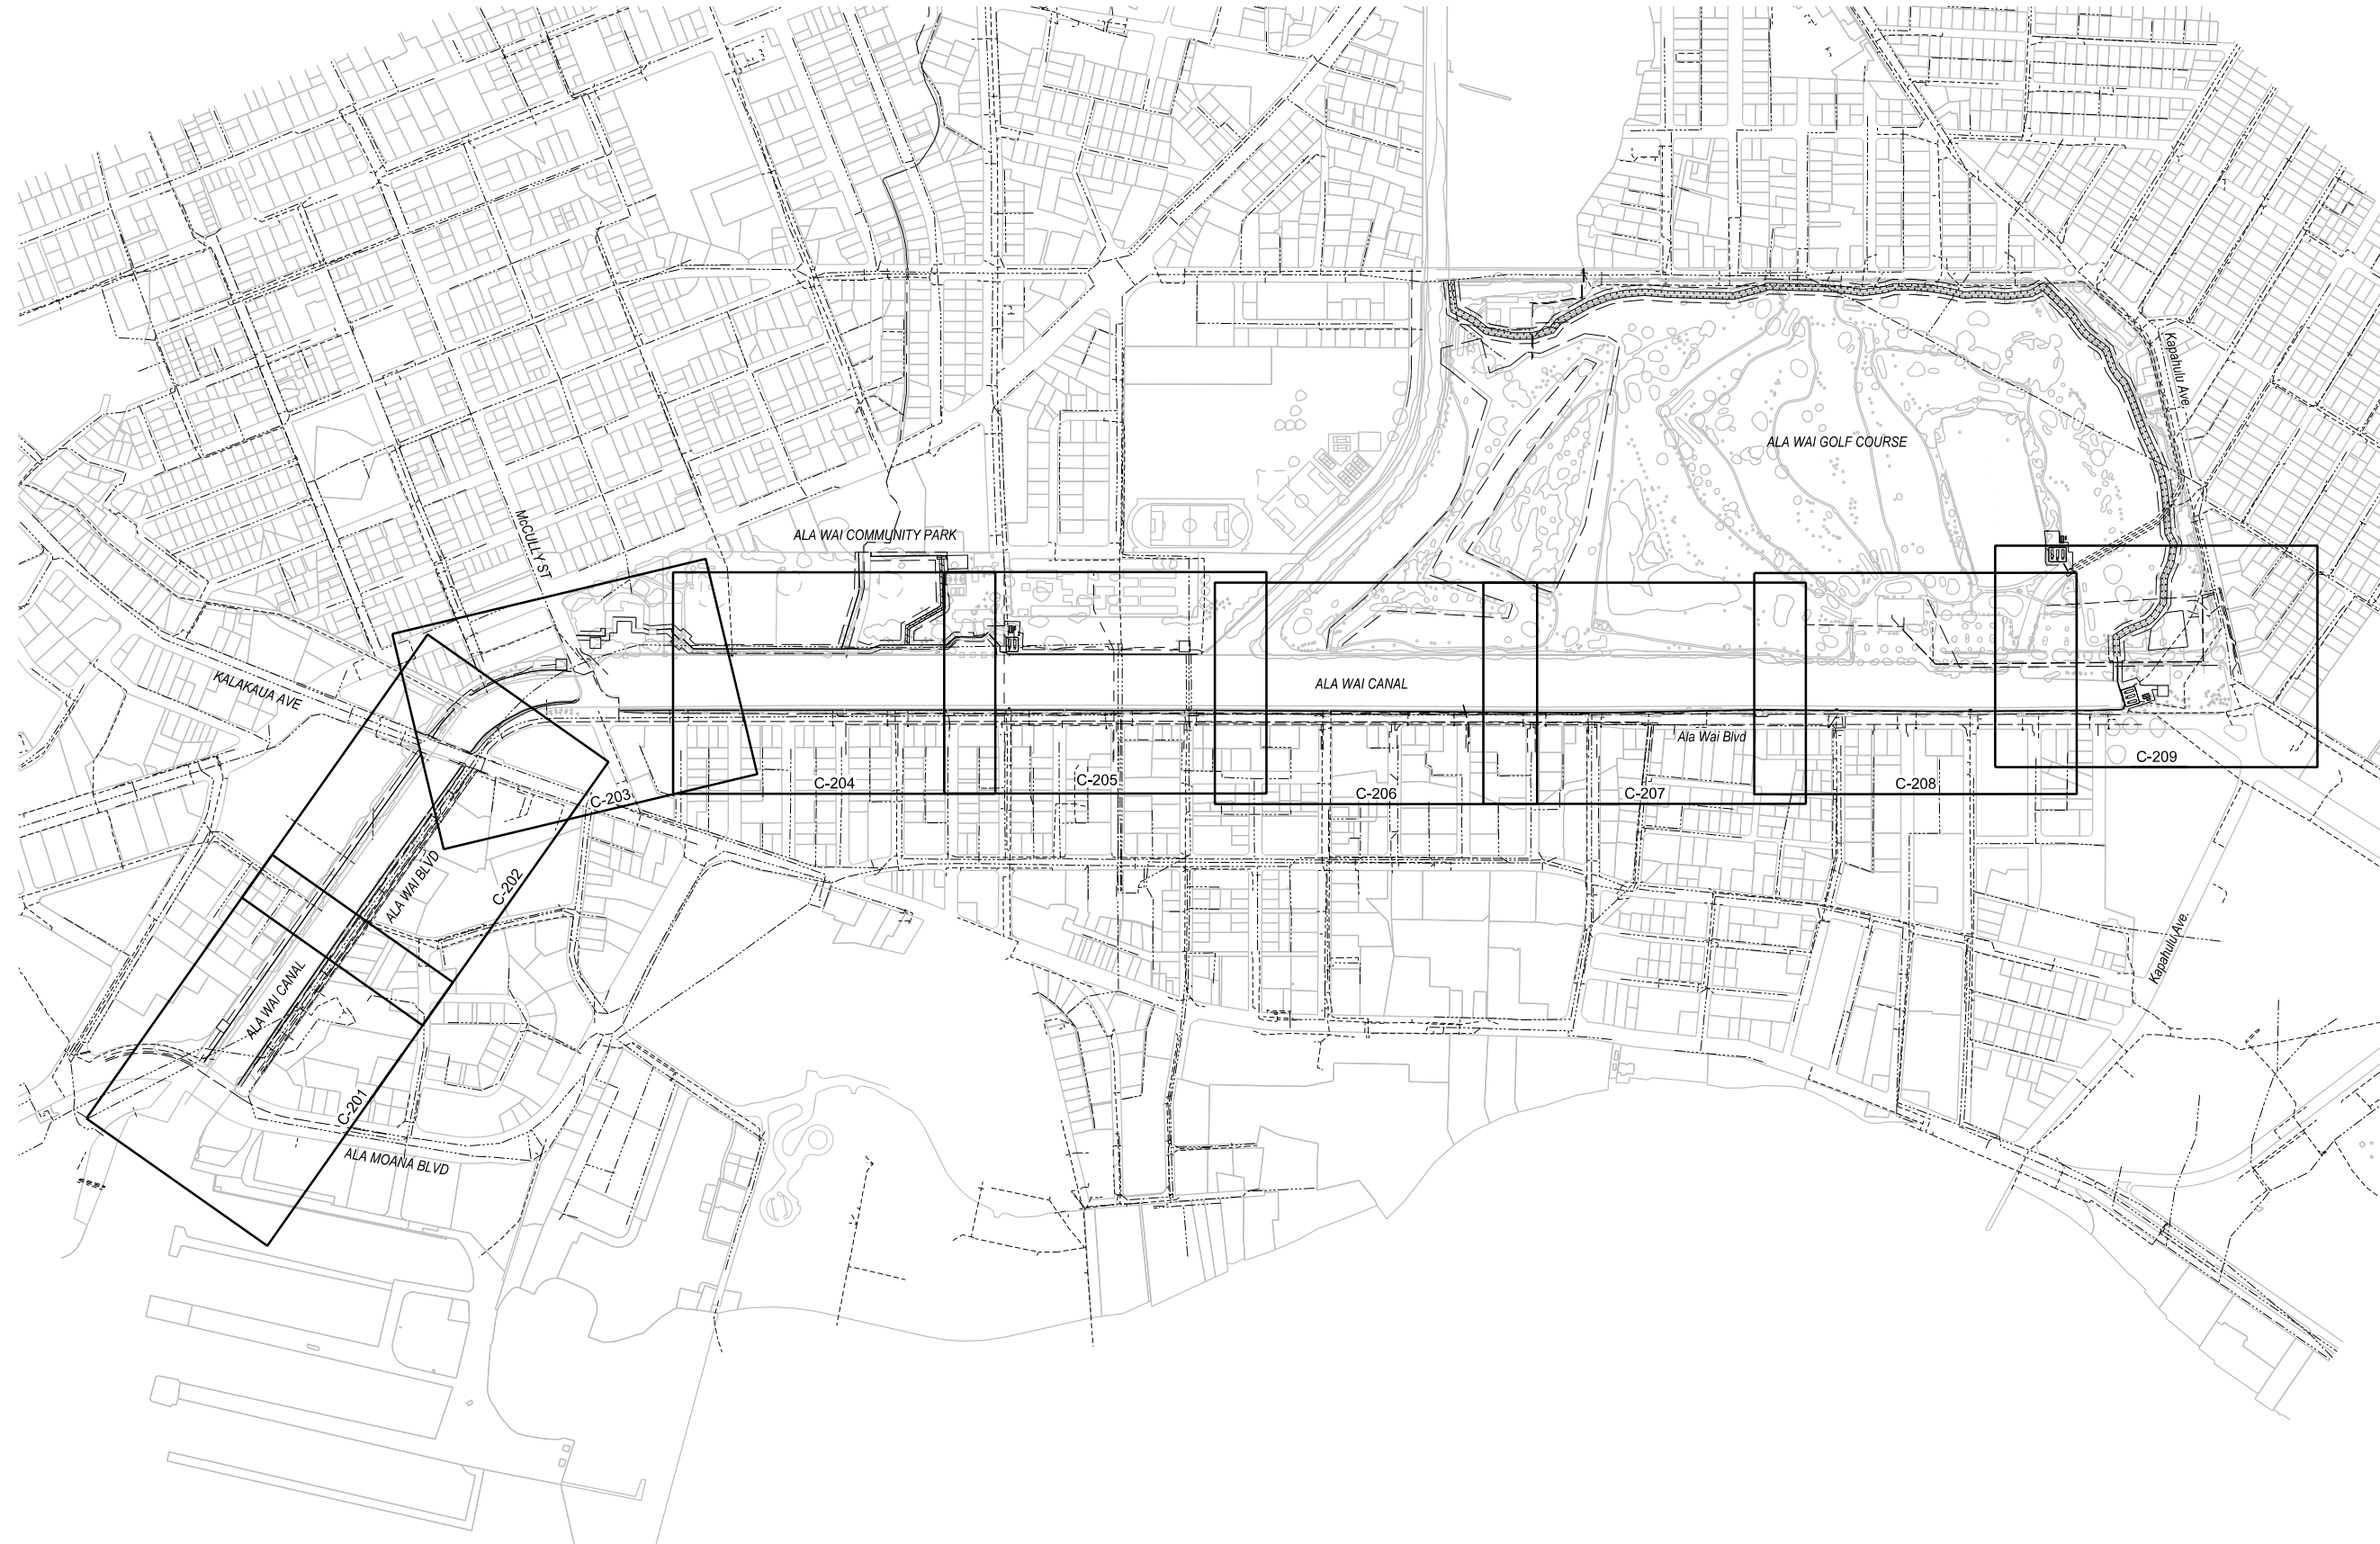 Kapahulu Ave.
ALA WAI GOLF COURSE
McCULLY ST
ALA WAI COMMUNITY PARK
KALAKAUA AVE
ALA WAI CANAL
Ala Wai Blvd
C-209
C-204
C-205
C-208
C-206
C-207
C-203
ALA WAI BLVD
C-202
Kapahulu Ave.
ALA WAI CANAL
C-201
ALA MOANA BLVD